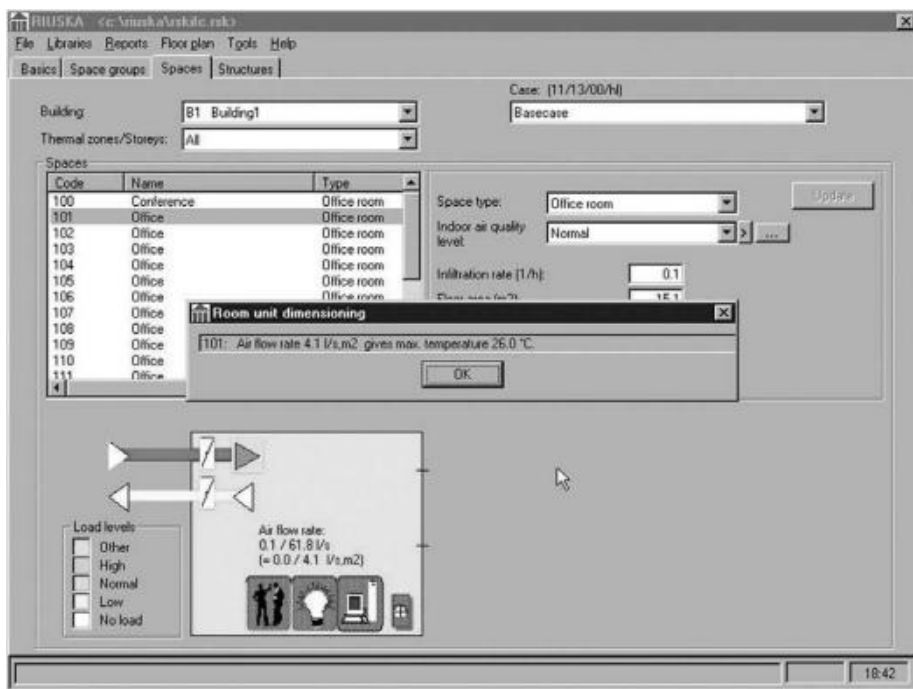 RIUSKA <c:\riuska\rskifc.rsk>
File Libraries Reports Floor plan Tools Help
Basics Space groups Spaces Structures
Case: (11/13/00/hl)
Building: B1 Building1 Basecase
Thermal zones/Storeys: All
Spaces
Code Name Type
100 Conference Office room
101 Office Office room
102 Office Office room
103 Office Office room
104 Office Office room
105 Office Office room
106 Office Office room
107 Office
108 Office
109 Office
110 Office
111 Office
Space type: Office room Update
Indoor air quality level: Normal > ...
Infiltration rate (1/h): 0.1
Floor area (m2): 15.1
Room unit dimensioning
101: Air flow rate 4.1 l/s,m2 gives max. temperature 26.0 °C.
OK
Air flow rate:
0.1 / 61.8 l/s
(= 0.0 / 4.1 l/s,m2)
Load levels
Other
High
Normal
Low
No load
18:42